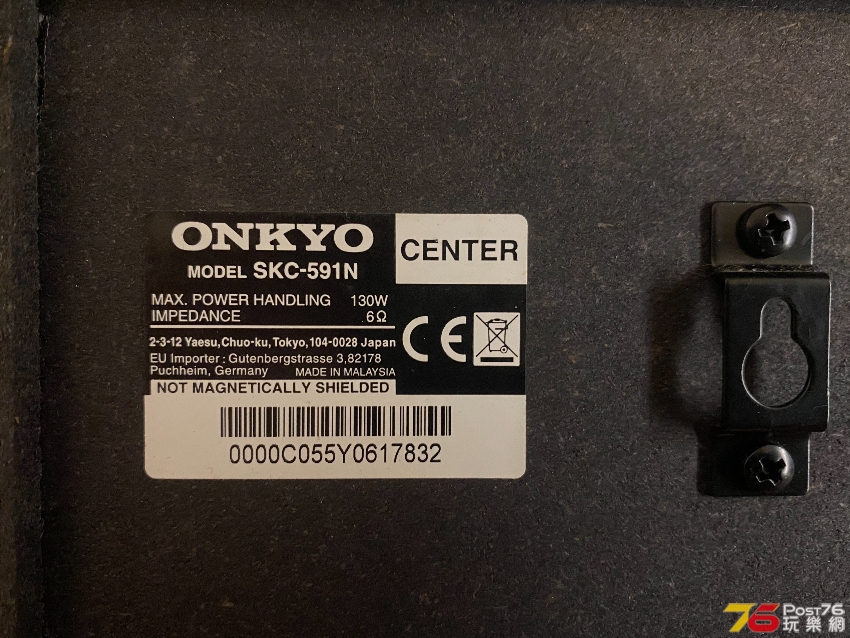 ONKYO
CENTER
MODEL SKC-591N
MAX. POWER HANDLING 130W
IMPEDANCE 6Ω
2-3-12 Yaesu,Chuo-ku,Tokyo,104-0028 Japan
EU Importer : Gutenbergstrasse 3,82178
Puchheim, Germany MADE IN MALAYSIA
CE
NOT MAGNETICALLY SHIELDED
0000C055Y0617832
76 Post76
玩樂網